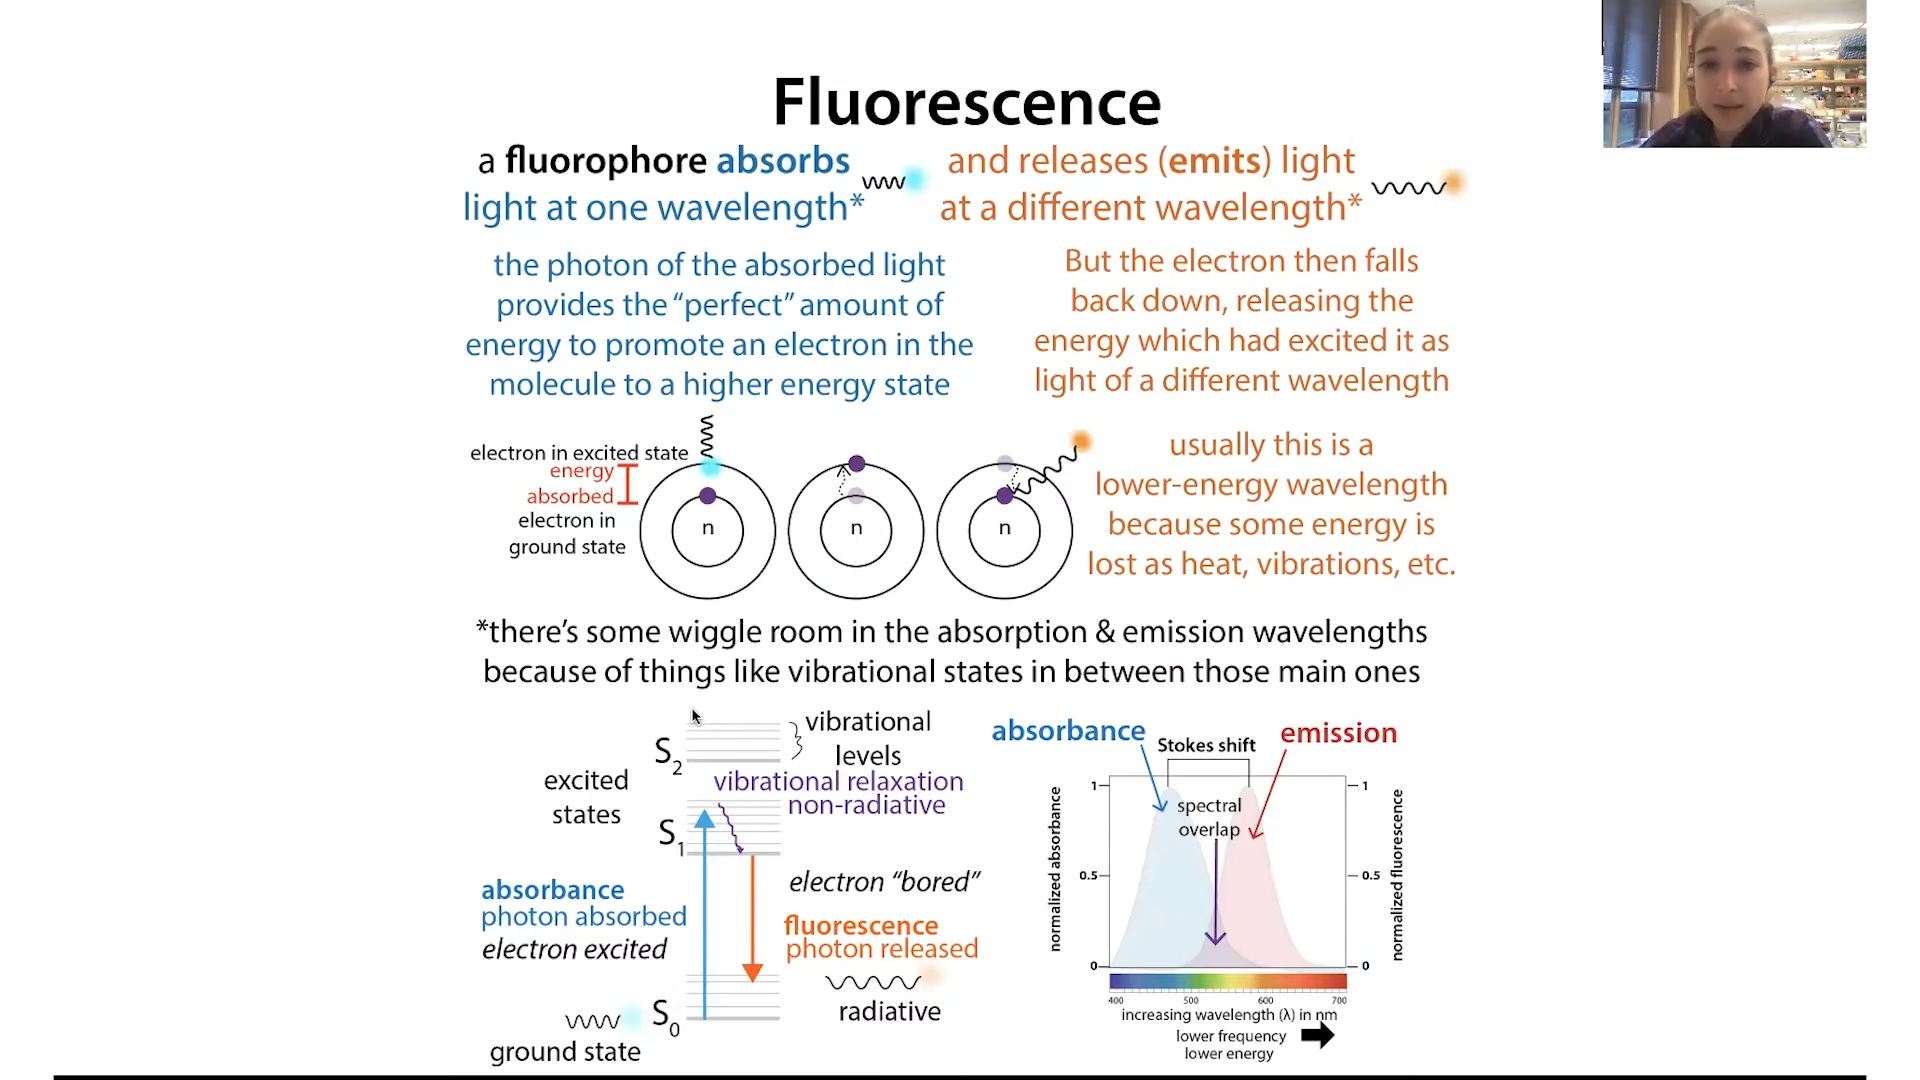 Fluorescence
a fluorophore absorbs
light at one wavelength*
and releases (emits) light
at a different wavelength*
the photon of the absorbed light
provides the “perfect” amount of
energy to promote an electron in the
molecule to a higher energy state
But the electron then falls
back down, releasing the
energy which had excited it as
light of a different wavelength
electron in excited state
energy
absorbed
electron in
ground state
n
n
n
usually this is a
lower-energy wavelength
because some energy is
lost as heat, vibrations, etc.
*there’s some wiggle room in the absorption & emission wavelengths
because of things like vibrational states in between those main ones
S2
vibrational
levels
excited
states
vibrational relaxation
non-radiative
S1
electron “bored”
absorbance
photon absorbed
electron excited
fluorescence
photon released
radiative
S0
ground state
absorbance
Stokes shift
emission
spectral
overlap
normalized absorbance
1
0.5
0
1
0.5
0
normalized fluorescence
400 500 600 700
increasing wavelength (λ) in nm
lower frequency
lower energy